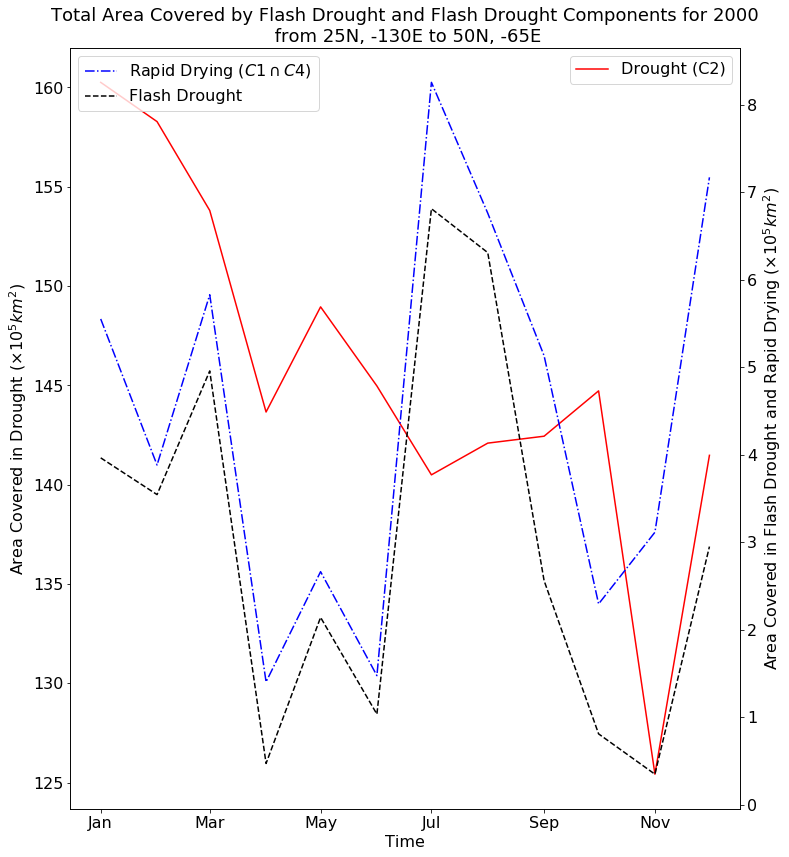 Total Area Covered by Flash Drought and Flash Drought Components for 2000
from 25N, -130E to 50N, -65E
Rapid Drying (C1 ∩ C4)
Flash Drought
Drought (C2)
Area Covered in Drought (×10⁵km²)
160
155
150
145
140
135
130
125
Area Covered in Flash Drought and Rapid Drying (×10⁵km²)
8
7
6
5
4
3
2
1
0
Jan Mar May Jul Sep Nov
Time